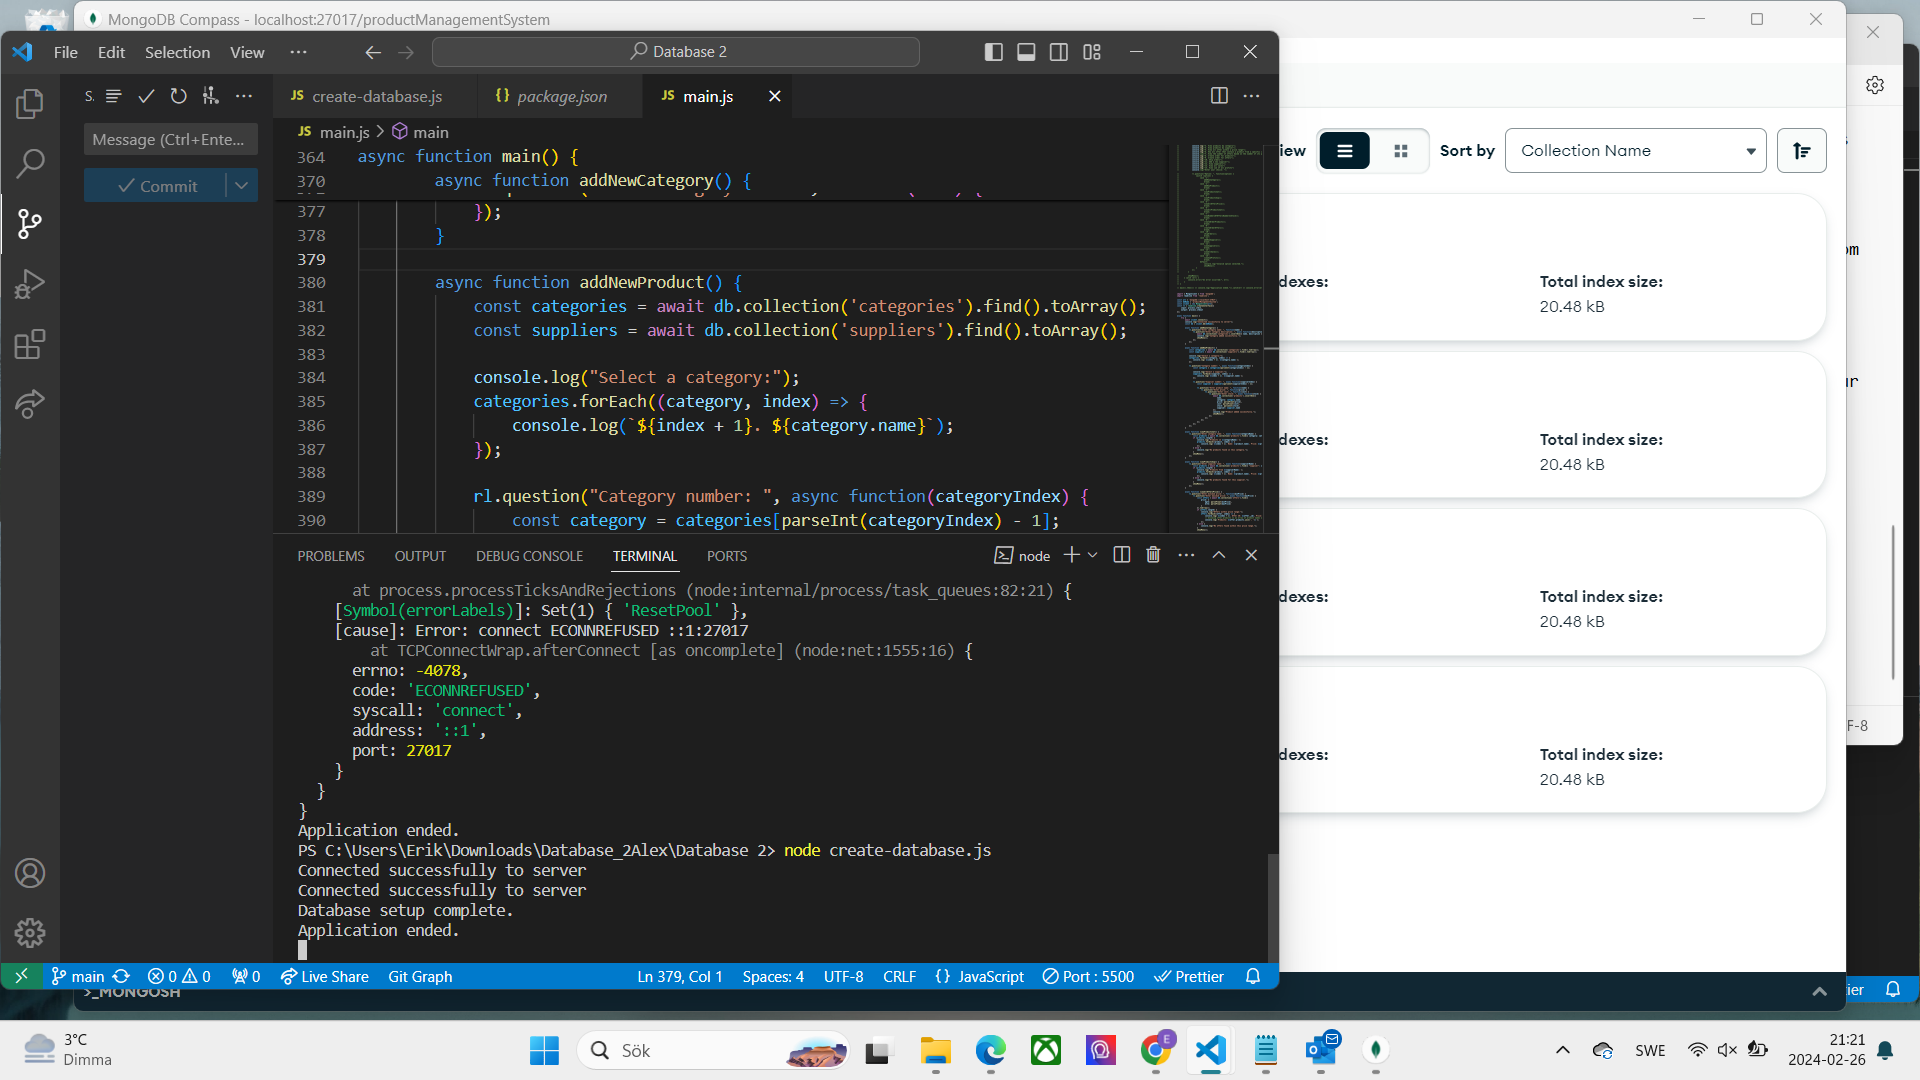 MongoDB Compass - localhost:27017/productManagementSystem
File Edit Selection View ··· Database 2
S.
Message (Ctrl+Ente...
Commit
JS create-database.js {} package.json JS main.js
JS main.js > main
364 async function main() {
370 async function addNewCategory() {
377 });
378 }
379
380 async function addNewProduct() {
381 const categories = await db.collection('categories').find().toArray();
382 const suppliers = await db.collection('suppliers').find().toArray();
383
384 console.log("Select a category:");
385 categories.forEach((category, index) => {
386 console.log(`${index + 1}. ${category.name}`);
387 });
388
389 rl.question("Category number: ", async function(categoryIndex) {
390 const category = categories[parseInt(categoryIndex) - 1];
PROBLEMS OUTPUT DEBUG CONSOLE TERMINAL PORTS node
at process.processTicksAndRejections (node:internal/process/task_queues:82:21) {
[Symbol(errorLabels)]: Set(1) { 'ResetPool' },
[cause]: Error: connect ECONNREFUSED ::1:27017
at TCPConnectWrap.afterConnect [as oncomplete] (node:net:1555:16) {
errno: -4078,
code: 'ECONNREFUSED',
syscall: 'connect',
address: '::1',
port: 27017
}
}
}
Application ended.
PS C:\Users\Erik\Downloads\Database_2Alex\Database 2> node create-database.js
Connected successfully to server
Connected successfully to server
Database setup complete.
Application ended.
main 0 0 0 Live Share Git Graph Ln 379, Col 1 Spaces: 4 UTF-8 CRLF {} JavaScript Port : 5500 Prettier
iew Sort by Collection Name
dexes: Total index size:
20.48 kB
dexes: Total index size:
20.48 kB
dexes: Total index size:
20.48 kB
dexes: Total index size:
20.48 kB
om
ur
F-8
ier
>_MONGOSH
3°C
Dimma
Sök
E
SWE
21:21
2024-02-26